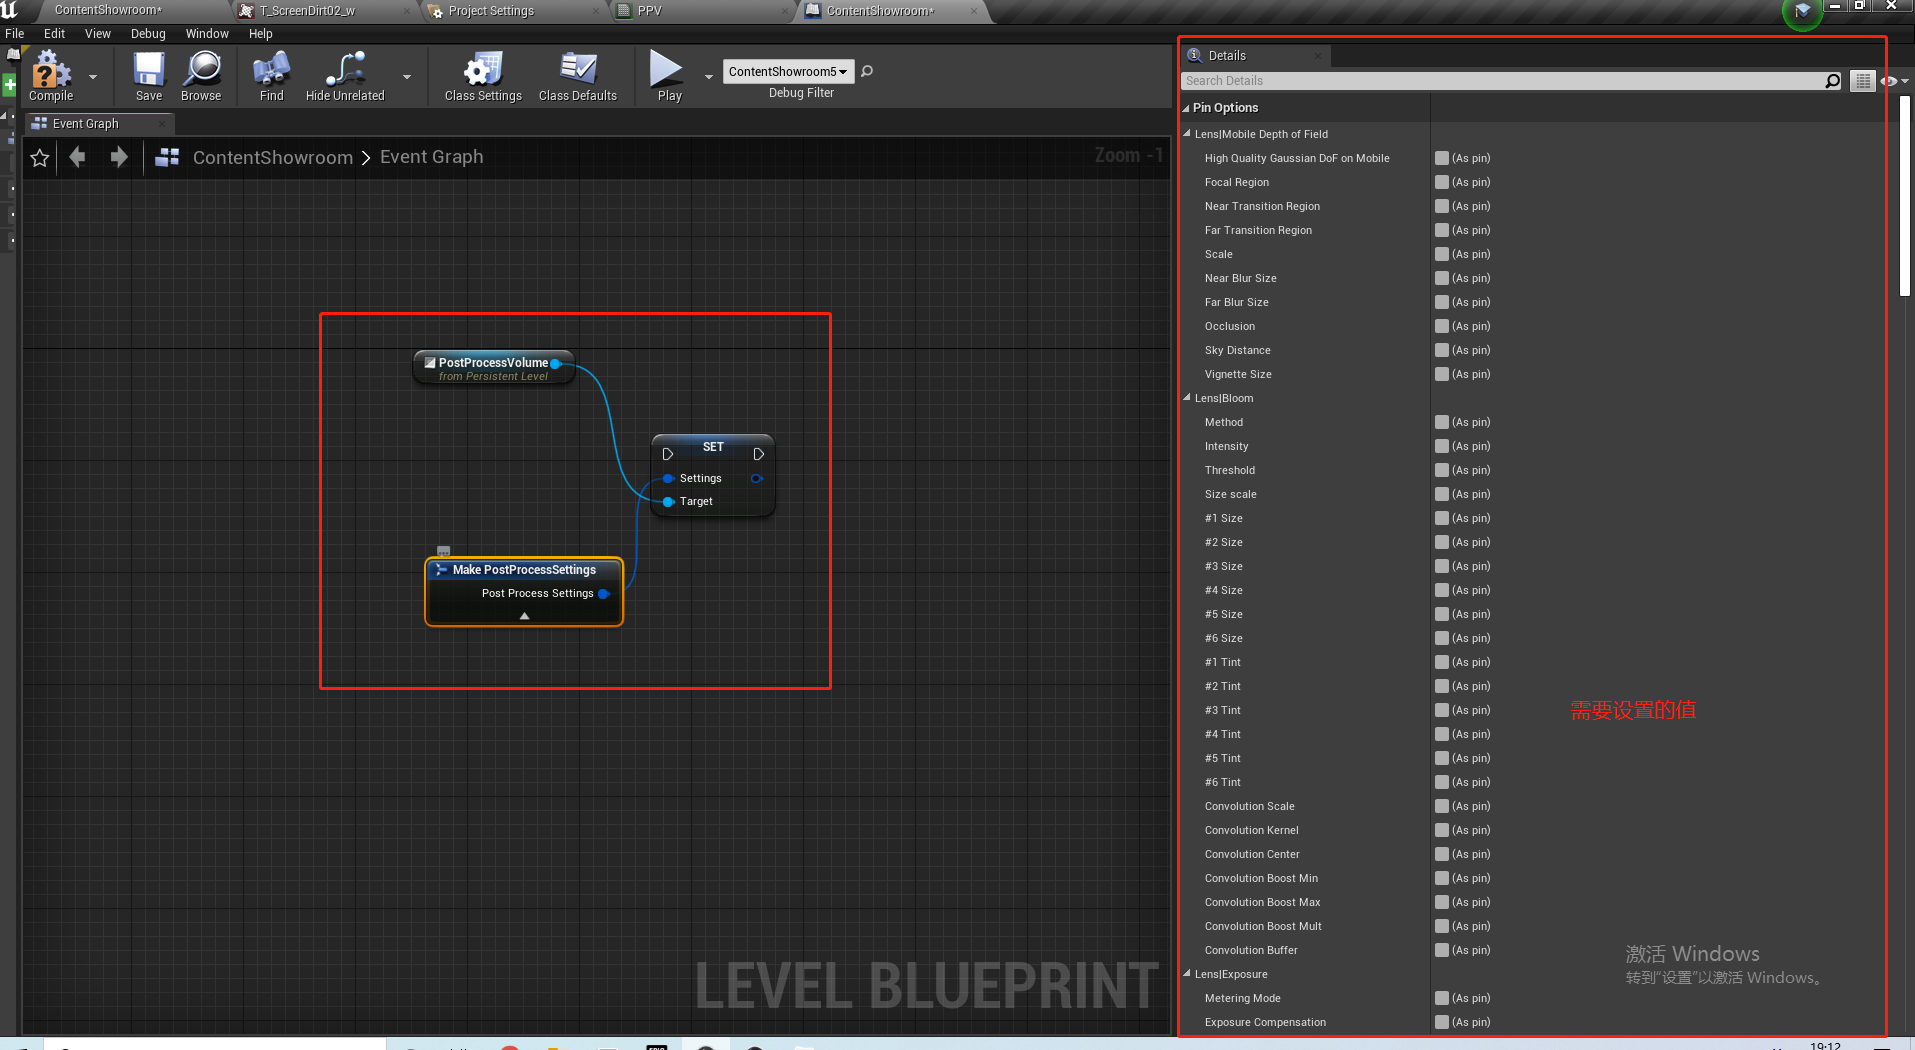 ContentShowroom*
T_ScreenDirt02_w
Project Settings
PPV
ContentShowroom*
File Edit View Debug Window Help
Compile
Save
Browse
Find
Hide Unrelated
Class Settings
Class Defaults
Play
ContentShowroom5
Debug Filter
Event Graph
ContentShowroom > Event Graph
Zoom -1
PostProcessVolume
from Persistent Level
SET
Settings
Target
Make PostProcessSettings
Post Process Settings
LEVEL BLUEPRINT
Details
Search Details
Pin Options
Lens|Mobile Depth of Field
High Quality Gaussian DoF on Mobile (As pin)
Focal Region (As pin)
Near Transition Region (As pin)
Far Transition Region (As pin)
Scale (As pin)
Near Blur Size (As pin)
Far Blur Size (As pin)
Occlusion (As pin)
Sky Distance (As pin)
Vignette Size (As pin)
Lens|Bloom
Method (As pin)
Intensity (As pin)
Threshold (As pin)
Size scale (As pin)
#1 Size (As pin)
#2 Size (As pin)
#3 Size (As pin)
#4 Size (As pin)
#5 Size (As pin)
#6 Size (As pin)
#1 Tint (As pin)
#2 Tint (As pin)
#3 Tint (As pin)
需要设置的值
#4 Tint (As pin)
#5 Tint (As pin)
#6 Tint (As pin)
Convolution Scale (As pin)
Convolution Kernel (As pin)
Convolution Center (As pin)
Convolution Boost Min (As pin)
Convolution Boost Max (As pin)
Convolution Boost Mult (As pin)
Convolution Buffer (As pin)
激活 Windows
转到“设置”以激活 Windows。
Lens|Exposure
Metering Mode (As pin)
Exposure Compensation (As pin)
19:12